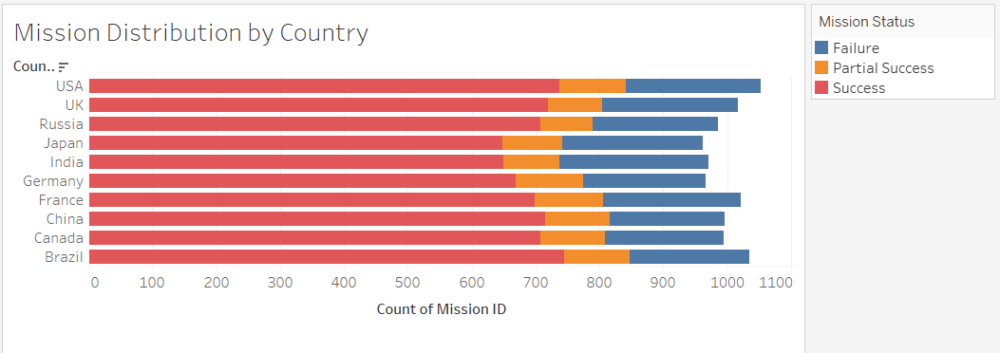 Mission Distribution by Country
Coun..
USA
UK
Russia
Japan
India
Germany
France
China
Canada
Brazil
0 100 200 300 400 500 600 700 800 900 1000 1100
Count of Mission ID
Mission Status
Failure
Partial Success
Success